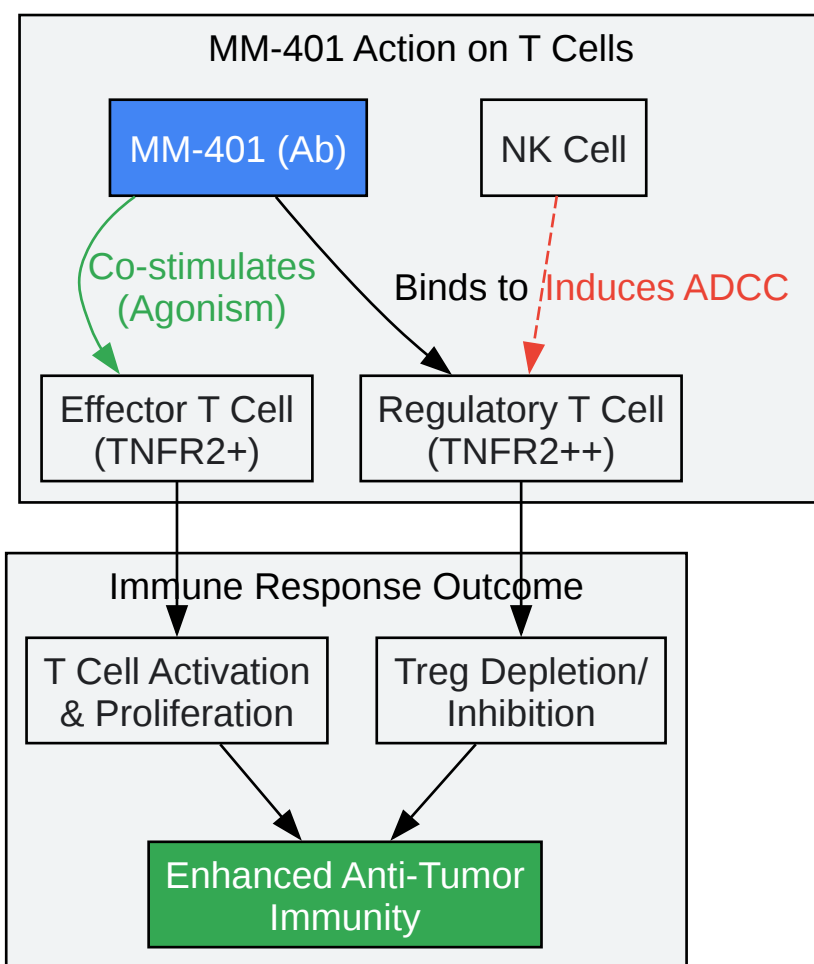 MM-401 Action on T Cells
MM-401 (Ab)
NK Cell
Co-stimulates
(Agonism)
Binds to
Induces ADCC
Effector T Cell
(TNFR2+)
Regulatory T Cell
(TNFR2++)
Immune Response Outcome
T Cell Activation
& Proliferation
Treg Depletion/
Inhibition
Enhanced Anti-Tumor
Immunity